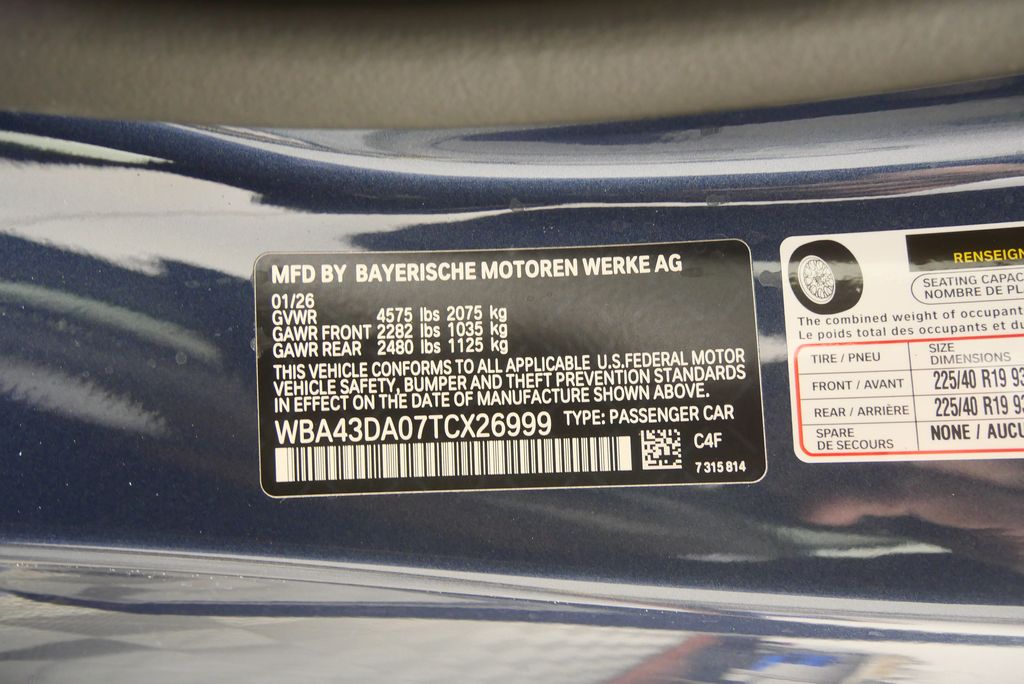 MFD BY BAYERISCHE MOTOREN WERKE AG
01/26
GVWR 4575 lbs 2075 kg
GAWR FRONT 2282 lbs 1035 kg
GAWR REAR 2480 lbs 1125 kg
THIS VEHICLE CONFORMS TO ALL APPLICABLE U.S.FEDERAL MOTOR
VEHICLE SAFETY, BUMPER AND THEFT PREVENTION STANDARDS
IN EFFECT ON THE DATE OF MANUFACTURE SHOWN ABOVE.
WBA43DA07TCX26999 TYPE: PASSENGER CAR
C4F
7 315 814
RENSEIGN
SEATING CAPAC
NOMBRE DE PLA
The combined weight of occupant
Le poids total des occupants et du
TIRE / PNEU SIZE
DIMENSIONS
FRONT / AVANT 225/40 R19 93
REAR / ARRIÈRE 225/40 R19 93
SPARE
DE SECOURS NONE / AUCU